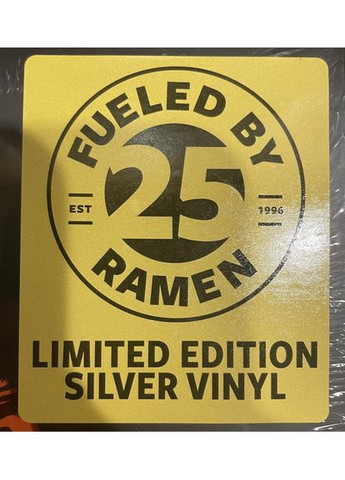 FUELED BY
25
EST
1996
RAMEN
LIMITED EDITION
SILVER VINYL